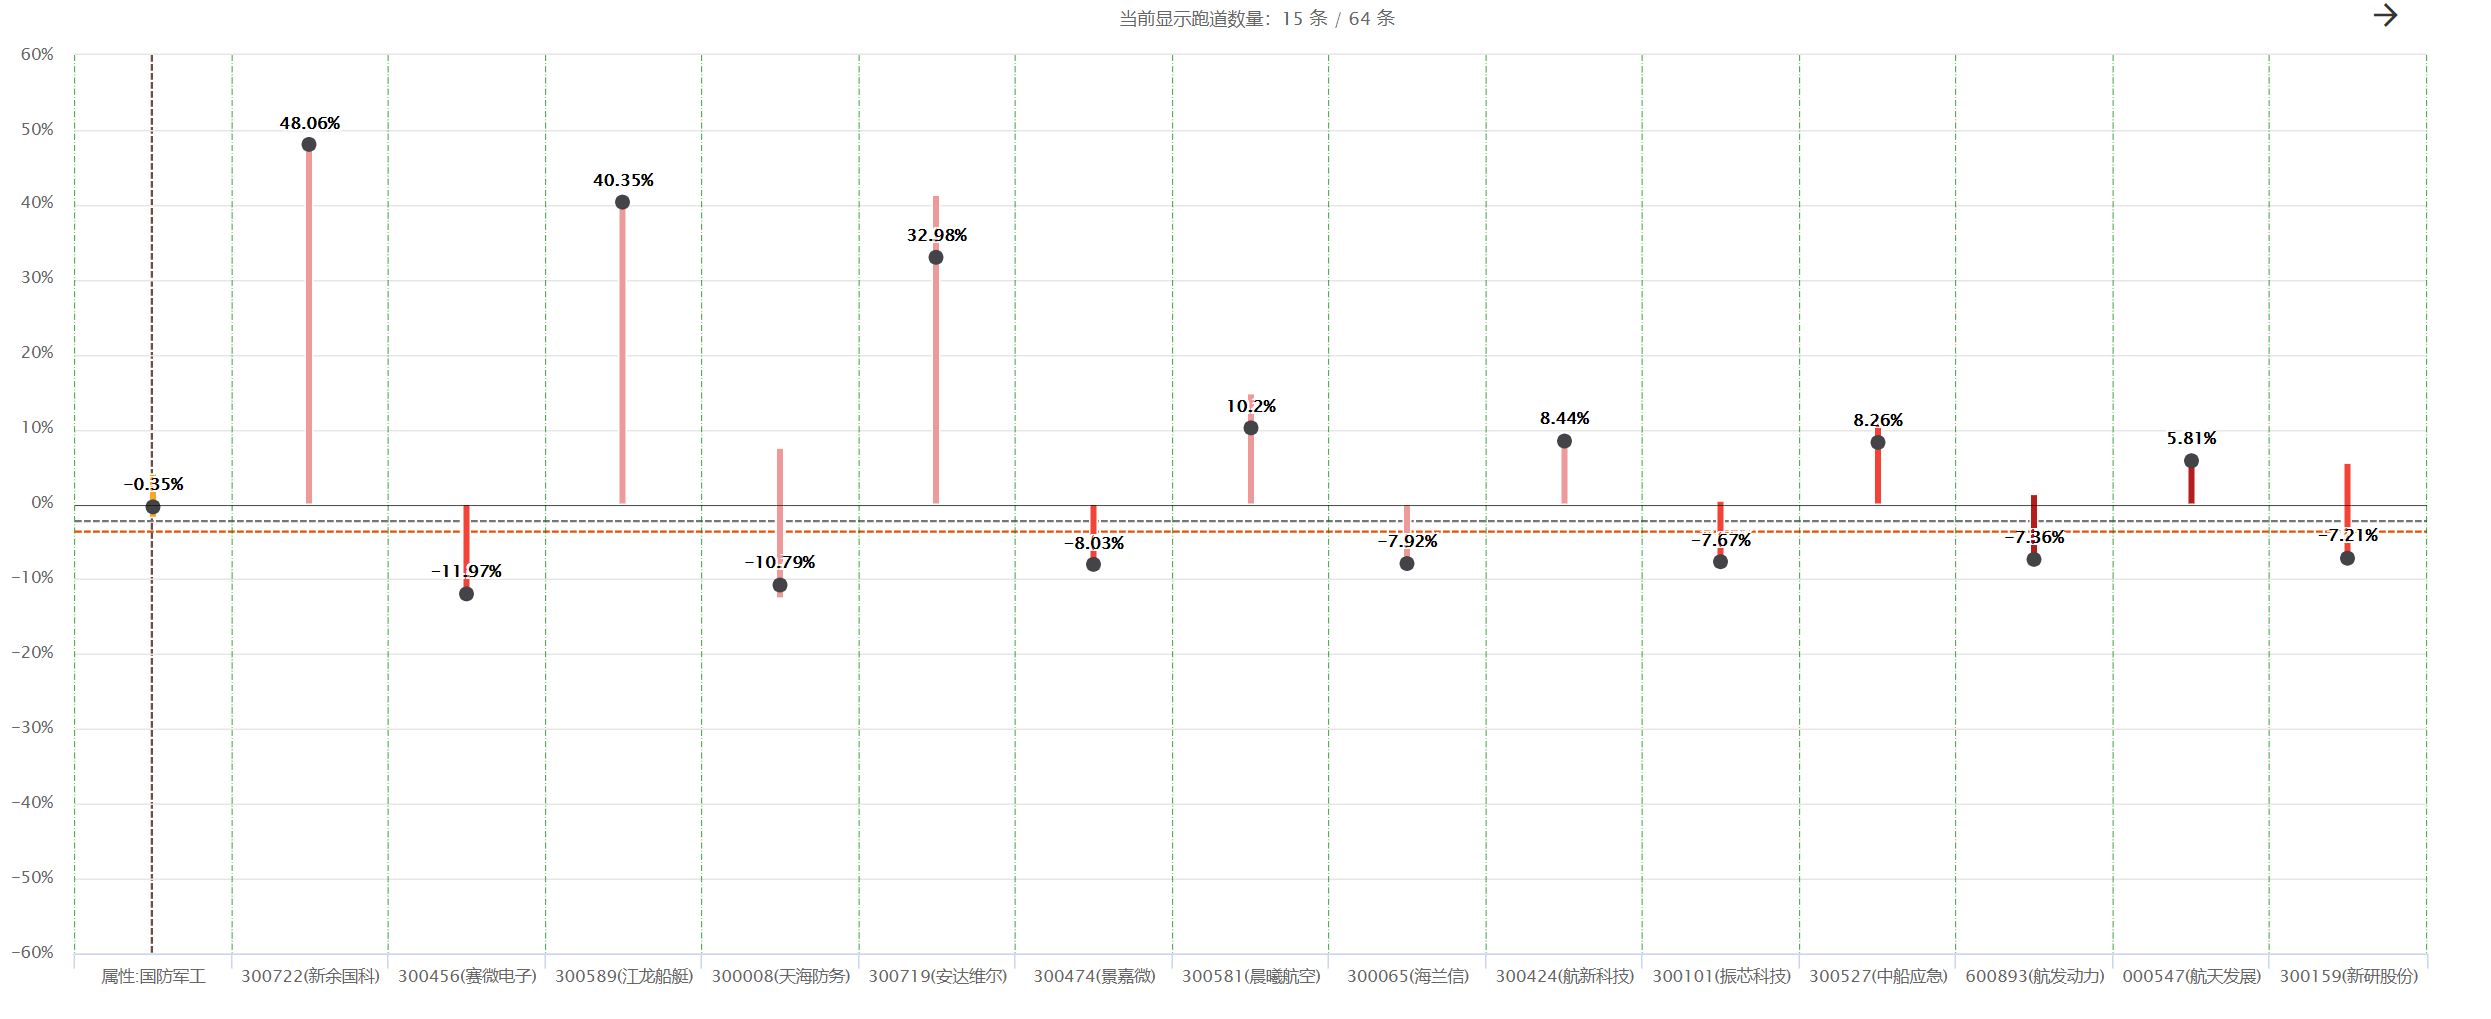 当前显示跑道数量: 15 条 / 64 条
60%
50%
40%
30%
20%
10%
0%
-10%
-20%
-30%
-40%
-50%
-60%
-0.35%
48.06%
-11.97%
40.35%
-10.79%
32.98%
-8.03%
10.2%
-7.92%
8.44%
-7.67%
8.26%
-7.36%
5.81%
-7.21%
属性:国防军工
300722(新余国科)
300456(赛微电子)
300589(江龙船艇)
300008(天海防务)
300719(安达维尔)
300474(景嘉微)
300581(晨曦航空)
300065(海兰信)
300424(航新科技)
300101(振芯科技)
300527(中船应急)
600893(航发动力)
000547(航天发展)
300159(新研股份)